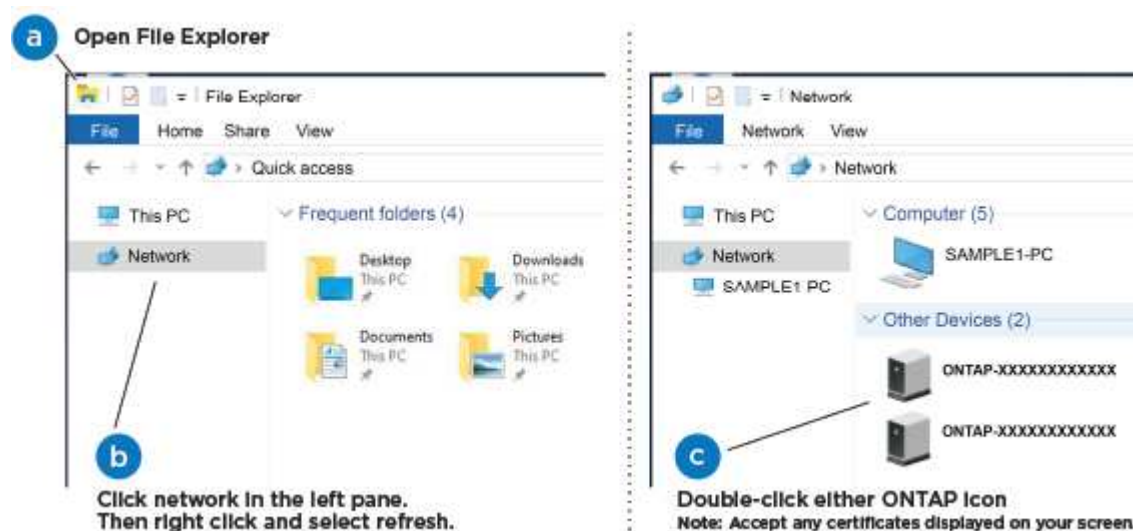 a Open File Explorer
File Explorer
File Home Share View
Quick access
This PC
Network
Frequent folders (4)
Desktop
This PC
Downloads
This PC
Documents
This PC
Pictures
This PC
b
Click network in the left pane.
Then right click and select refresh.
Network
File Network View
Network
This PC
Network
SAMPLE1 PC
Computer (5)
SAMPLE1-PC
Other Devices (2)
ONTAP-XXXXXXXXXXXX
ONTAP-XXXXXXXXXXXX
c
Double-click either ONTAP icon
Note: Accept any certificates displayed on your screen